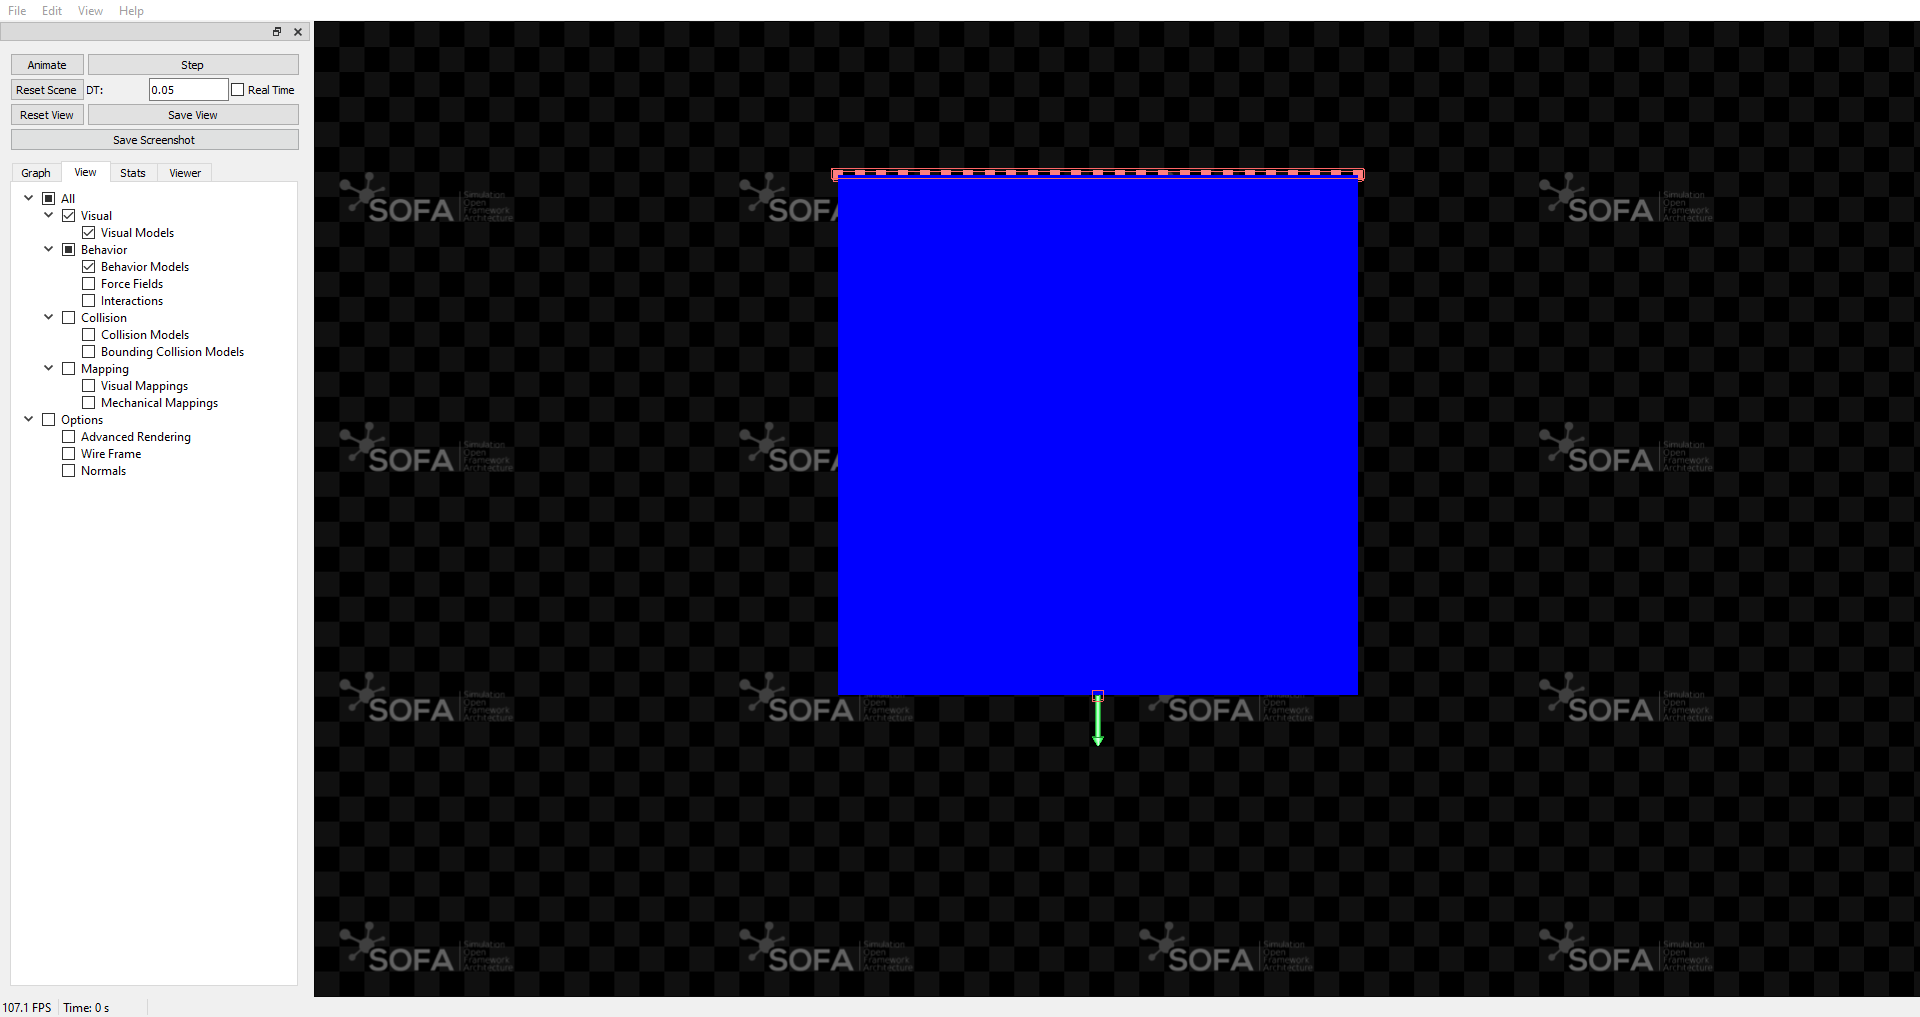 File Edit View Help
Animate Step
Reset Scene DT: 0.05 Real Time
Reset View Save View
Save Screenshot
Graph View Stats Viewer
All
Visual
Visual Models
Behavior
Behavior Models
Force Fields
Interactions
Collision
Collision Models
Bounding Collision Models
Mapping
Visual Mappings
Mechanical Mappings
Options
Advanced Rendering
Wire Frame
Normals
107.1 FPS Time: 0 s
SOFA Simulation Open Framework Architecture
SOFA
SOFA Simulation Open Framework Architecture
SOFA Simulation Open Framework Architecture
SOFA
SOFA Simulation Open Framework Architecture
SOFA Simulation Open Framework Architecture
SOFA Simulation Open Framework Architecture
SOFA Simulation Open Framework Architecture
SOFA Simulation Open Framework Architecture
SOFA Simulation Open Framework Architecture
SOFA Simulation Open Framework Architecture
SOFA Simulation Open Framework Architecture
SOFA Simulation Open Framework Architecture